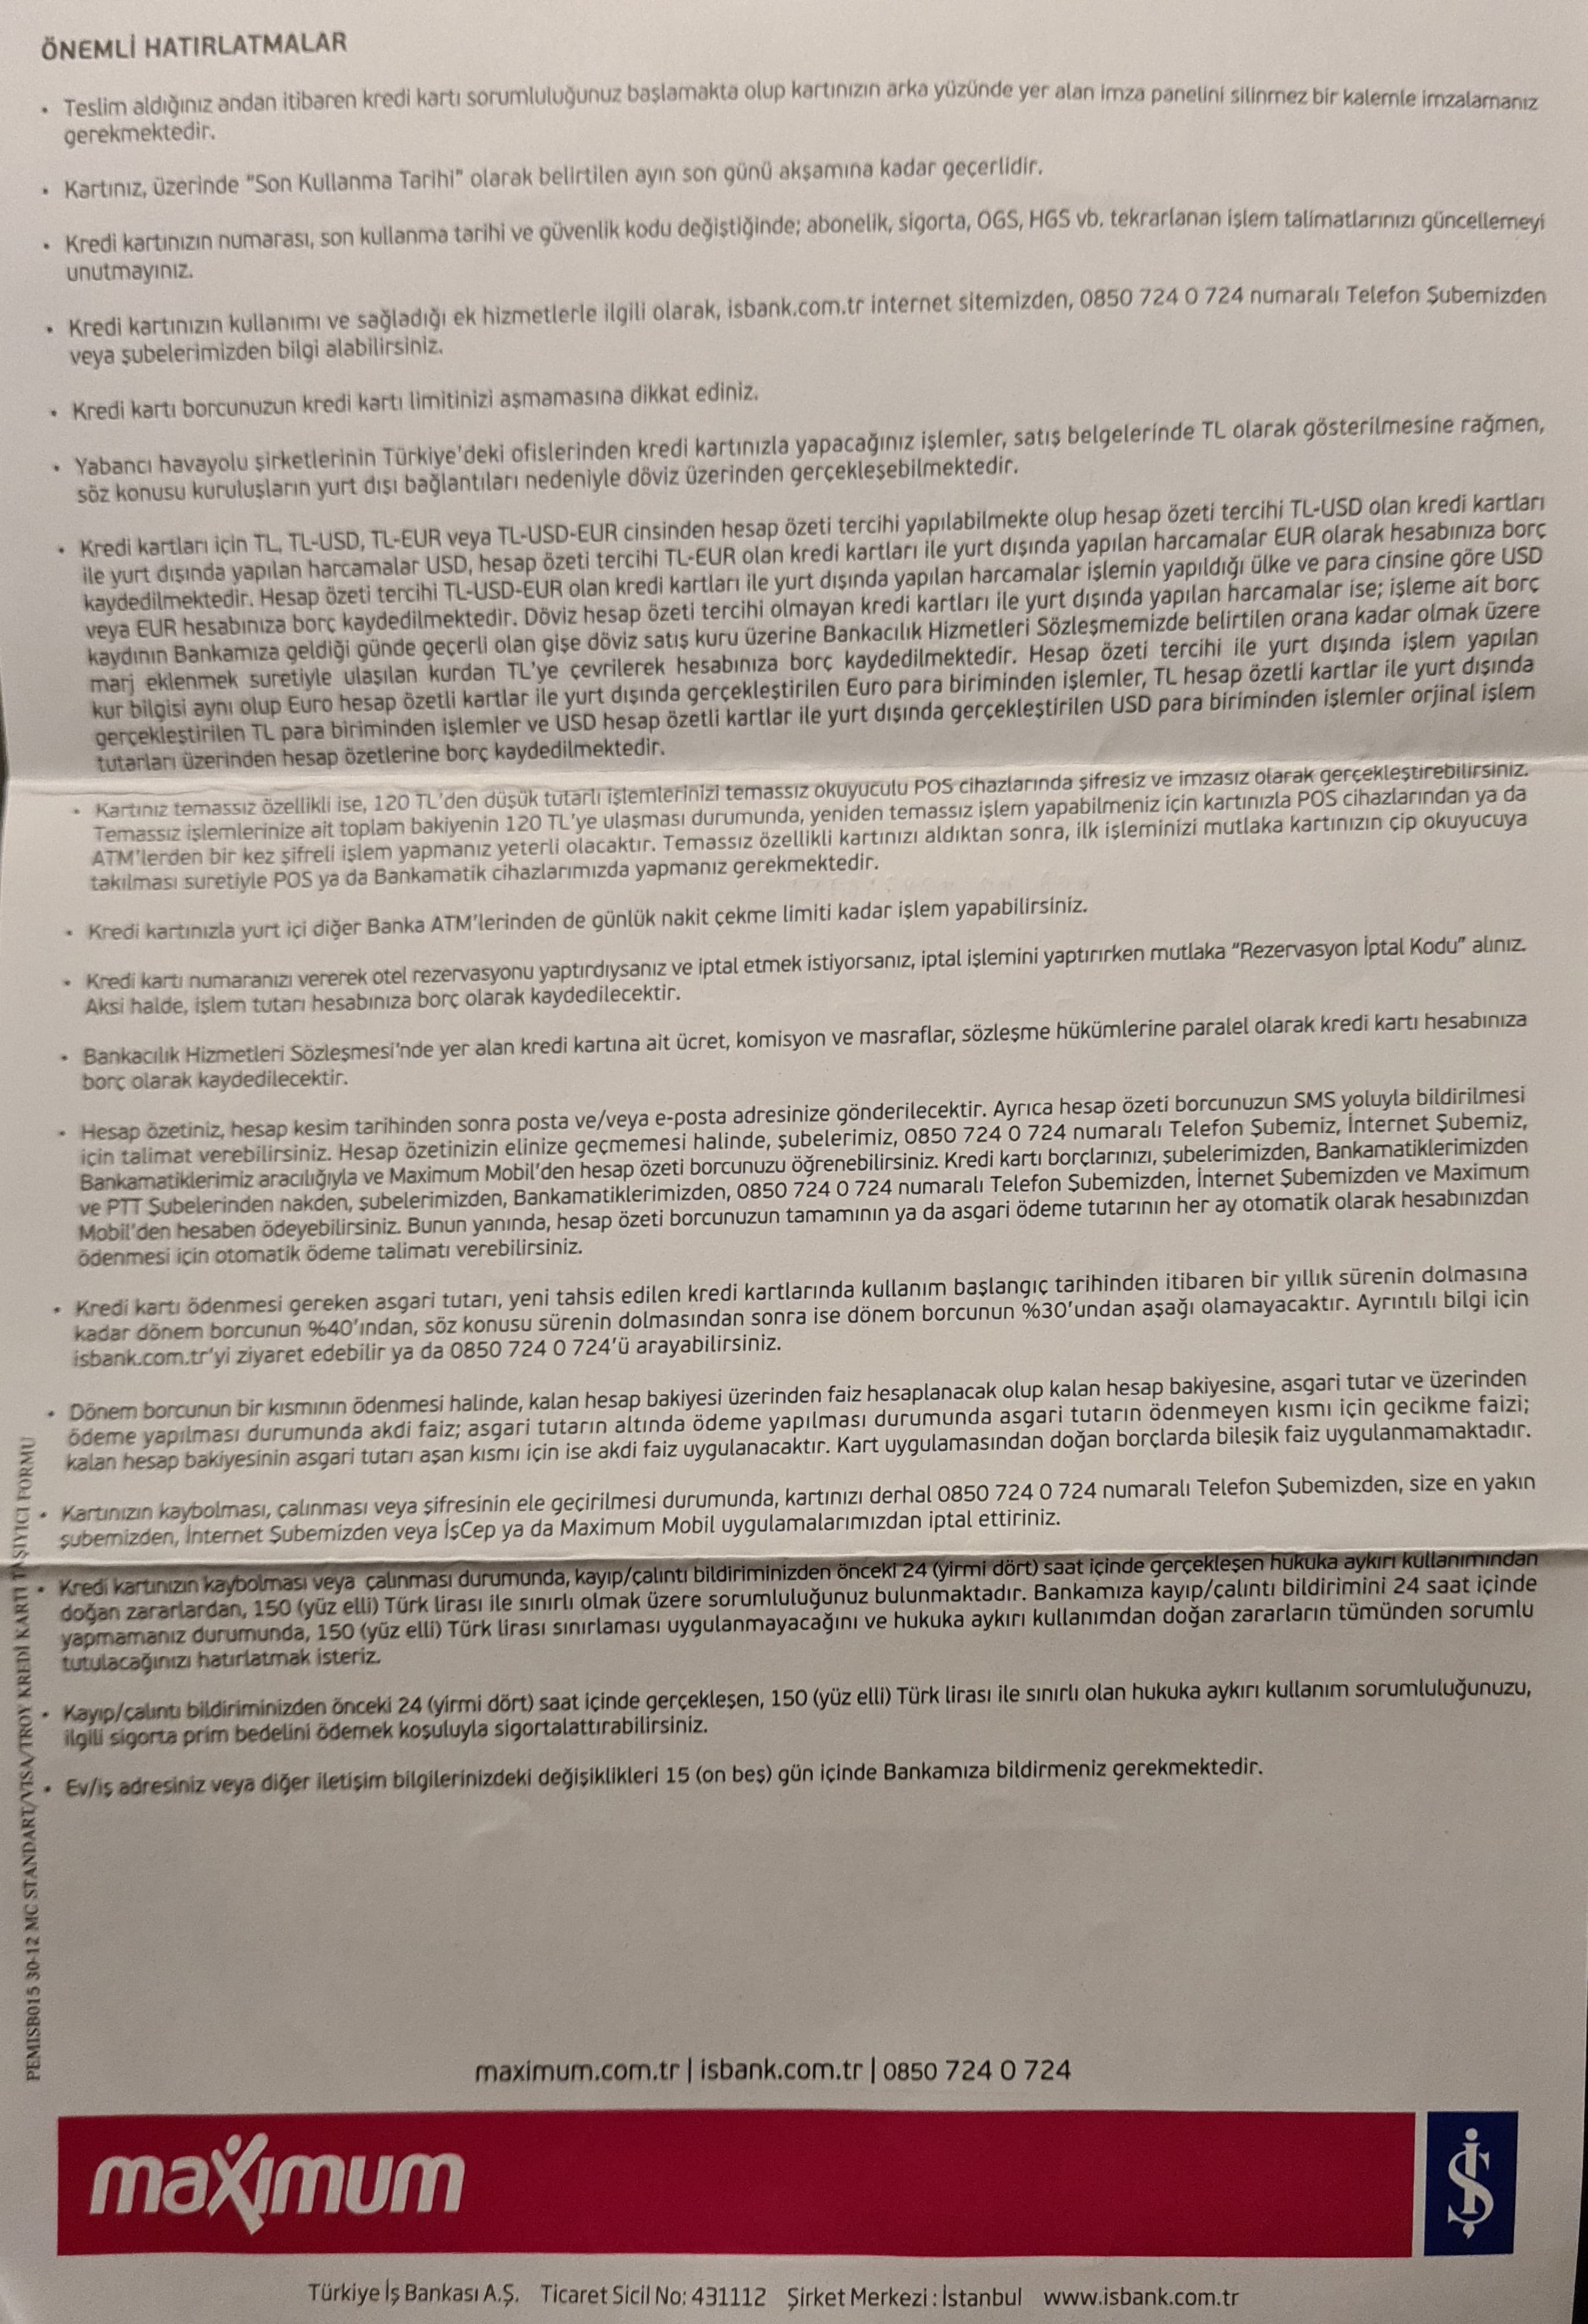 ÖNEMLİ HATIRLATMALAR
• Teslim aldığınız andan itibaren kredi kartı sorumluluğunuz başlamakta olup kartınızın arka yüzünde yer alan imza panelini silinmez bir kalemle imzalamanız
gerekmektedir.
• Kartınız, üzerinde "Son Kullanma Tarihi" olarak belirtilen ayın son günü akşamına kadar geçerlidir.
• Kredi kartınızın numarası, son kullanma tarihi ve güvenlik kodu değiştiğinde; abonelik, sigorta, OGS, HGS vb. tekrarlanan işlem talimatlarınızı güncellemeyi
unutmayınız.
• Kredi kartınızın kullanımı ve sağladığı ek hizmetlerle ilgili olarak, isbank.com.tr internet sitemizden, 0850 724 0 724 numaralı Telefon Şubemizden
veya şubelerimizden bilgi alabilirsiniz.
• Kredi kartı borcunuzun kredi kartı limitinizi aşmamasına dikkat ediniz.
• Yabancı havayolu şirketlerinin Türkiye'deki ofislerinden kredi kartınızla yapacağınız işlemler, satış belgelerinde TL olarak gösterilmesine rağmen,
söz konusu kuruluşların yurt dışı bağlantıları nedeniyle döviz üzerinden gerçekleşebilmektedir.
• Kredi kartları için TL, TL-USD, TL-EUR veya TL-USD-EUR cinsinden hesap özeti tercihi yapılabilmekte olup hesap özeti tercihi TL-USD olan kredi kartları
ile yurt dışında yapılan harcamalar USD, hesap özeti tercihi TL-EUR olan kredi kartları ile yurt dışında yapılan harcamalar EUR olarak hesabınıza borç
kaydedilmektedir. Hesap özeti tercihi TL-USD-EUR olan kredi kartları ile yurt dışında yapılan harcamalar işlemin yapıldığı ülke ve para cinsine göre USD
veya EUR hesabınıza borç kaydedilmektedir. Döviz hesap özeti tercihi olmayan kredi kartları ile yurt dışında yapılan harcamalar ise; işleme ait borç
kaydının Bankamıza geldiği günde geçerli olan gişe döviz satış kuru üzerine Bankacılık Hizmetleri Sözleşmemizde belirtilen orana kadar olmak üzere
marj eklenmek suretiyle ulaşılan kurdan TL'ye çevrilerek hesabınıza borç kaydedilmektedir. Hesap özeti tercihi ile yurt dışında işlem yapılan
kur bilgisi aynı olup Euro hesap özetli kartlar ile yurt dışında gerçekleştirilen Euro para biriminden işlemler, TL hesap özetli kartlar ile yurt dışında
gerçekleştirilen TL para biriminden işlemler ve USD hesap özetli kartlar ile yurt dışında gerçekleştirilen USD para biriminden işlemler orjinal işlem
tutarları üzerinden hesap özetlerine borç kaydedilmektedir.
• Kartınız temassız özellikli ise, 120 TL'den düşük tutarlı işlemlerinizi temassız okuyuculu POS cihazlarında şifresiz ve imzasız olarak gerçekleştirebilirsiniz.
Temassız işlemlerinize ait toplam bakiyenin 120 TL'ye ulaşması durumunda, yeniden temassız işlem yapabilmeniz için kartınızla POS cihazlarından ya da
ATM'lerden bir kez şifreli işlem yapmanız yeterli olacaktır. Temassız özellikli kartınızı aldıktan sonra, ilk işleminizi mutlaka kartınızın çip okuyucuya
takılması suretiyle POS ya da Bankamatik cihazlarımızda yapmanız gerekmektedir.
• Kredi kartınızla yurt içi diğer Banka ATM'lerinden de günlük nakit çekme limiti kadar işlem yapabilirsiniz.
• Kredi kartı numaranızı vererek otel rezervasyonu yaptırdıysanız ve iptal etmek istiyorsanız, iptal işlemini yaptırırken mutlaka "Rezervasyon İptal Kodu" alınız.
Aksi halde, işlem tutarı hesabınıza borç olarak kaydedilecektir.
• Bankacılık Hizmetleri Sözleşmesi'nde yer alan kredi kartına ait ücret, komisyon ve masraflar, sözleşme hükümlerine paralel olarak kredi kartı hesabınıza
borç olarak kaydedilecektir.
• Hesap özetiniz, hesap kesim tarihinden sonra posta ve/veya e-posta adresinize gönderilecektir. Ayrıca hesap özeti borcunuzun SMS yoluyla bildirilmesi
için talimat verebilirsiniz. Hesap özetinizin elinize geçmemesi halinde, şubelerimiz, 0850 724 0 724 numaralı Telefon Şubemiz, İnternet Şubemiz,
Bankamatiklerimiz aracılığıyla ve Maximum Mobil'den hesap özeti borcunuzu öğrenebilirsiniz. Kredi kartı borçlarınızı, şubelerimizden, Bankamatiklerimizden
ve PTT Şubelerinden nakden, şubelerimizden, Bankamatiklerimizden, 0850 724 0 724 numaralı Telefon Şubemizden, İnternet Şubemizden ve Maximum
Mobil'den hesaben ödeyebilirsiniz. Bunun yanında, hesap özeti borcunuzun tamamının ya da asgari ödeme tutarının her ay otomatik olarak hesabınızdan
ödenmesi için otomatik ödeme talimatı verebilirsiniz.
• Kredi kartı ödenmesi gereken asgari tutarı, yeni tahsis edilen kredi kartlarında kullanım başlangıç tarihinden itibaren bir yıllık sürenin dolmasına
kadar dönem borcunun %40'ından, söz konusu sürenin dolmasından sonra ise dönem borcunun %30'undan aşağı olamayacaktır. Ayrıntılı bilgi için
isbank.com.tr'yi ziyaret edebilir ya da 0850 724 0 724'ü arayabilirsiniz.
• Dönem borcunun bir kısmının ödenmesi halinde, kalan hesap bakiyesi üzerinden faiz hesaplanacak olup kalan hesap bakiyesine, asgari tutar ve üzerinden
ödeme yapılması durumunda akdi faiz; asgari tutarın altında ödeme yapılması durumunda asgari tutarın ödenmeyen kısmı için gecikme faizi;
kalan hesap bakiyesinin asgari tutarı aşan kısmı için ise akdi faiz uygulanacaktır. Kart uygulamasından doğan borçlarda bileşik faiz uygulanmamaktadır.
• Kartınızın kaybolması, çalınması veya şifresinin ele geçirilmesi durumunda, kartınızı derhal 0850 724 0 724 numaralı Telefon Şubemizden, size en yakın
şubemizden, İnternet Şubemizden veya İşCep ya da Maximum Mobil uygulamalarımızdan iptal ettiriniz.
• Kredi kartınızın kaybolması veya çalınması durumunda, kayıp/çalıntı bildiriminizden önceki 24 (yirmi dört) saat içinde gerçekleşen hukuka aykırı kullanımından
doğan zararlardan, 150 (yüz elli) Türk lirası ile sınırlı olmak üzere sorumluluğunuz bulunmaktadır. Bankamıza kayıp/çalıntı bildirimini 24 saat içinde
yapmamanız durumunda, 150 (yüz elli) Türk lirası sınırlaması uygulanmayacağını ve hukuka aykırı kullanımdan doğan zararların tümünden sorumlu
tutulacağınızı hatırlatmak isteriz.
• Kayıp/çalıntı bildiriminizden önceki 24 (yirmi dört) saat içinde gerçekleşen, 150 (yüz elli) Türk lirası ile sınırlı olan hukuka aykırı kullanım sorumluluğunuzu,
ilgili sigorta prim bedelini ödemek koşuluyla sigortalattırabilirsiniz.
• Ev/iş adresiniz veya diğer iletişim bilgilerinizdeki değişiklikleri 15 (on beş) gün içinde Bankamıza bildirmeniz gerekmektedir.
PEMISB015 30-12 MC STANDART/VISA/TROY KREDİ KARTI TAŞIYICI FORMU
maximum.com.tr | isbank.com.tr | 0850 724 0 724
maximum
İŞ
Türkiye İş Bankası A.Ş. Ticaret Sicil No: 431112 Şirket Merkezi : İstanbul www.isbank.com.tr